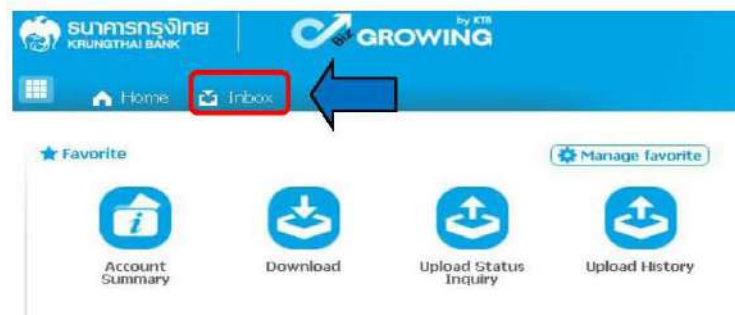 ธนาคารกรุงไทย
KRUNGTHAI BANK
by KTB
Biz GROWING
Home
Inbox
Favorite
Manage favorite
Account
Summary
Download
Upload Status
Inquiry
Upload History